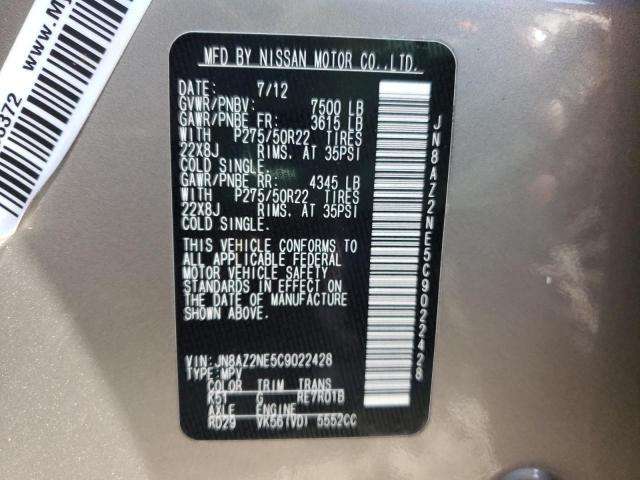 5372
WWW.M
MFD BY NISSAN MOTOR CO.,LTD.
DATE: 7/12
GVWR/PNBV: 7500 LB
GAWR/PNBE FR: 3615 LB
WITH P275/50R22 TIRES
22X8J RIMS. AT 35PSI
COLD SINGLE.
GAWR/PNBE RR: 4345 LB
WITH P275/50R22 TIRES
22X8J RIMS. AT 35PSI
COLD SINGLE.
THIS VEHICLE CONFORMS TO
ALL APPLICABLE FEDERAL
MOTOR VEHICLE SAFETY
STANDARDS IN EFFECT ON
THE DATE OF MANUFACTURE
SHOWN ABOVE.
VIN: JN8AZ2NE5C9022428
TYPE: MPV
COLOR TRIM TRANS
K51 G RE7R01B
AXLE ENGINE
RD29 VK56(VD) 5552CC
JN8AZ2NE5C9022428